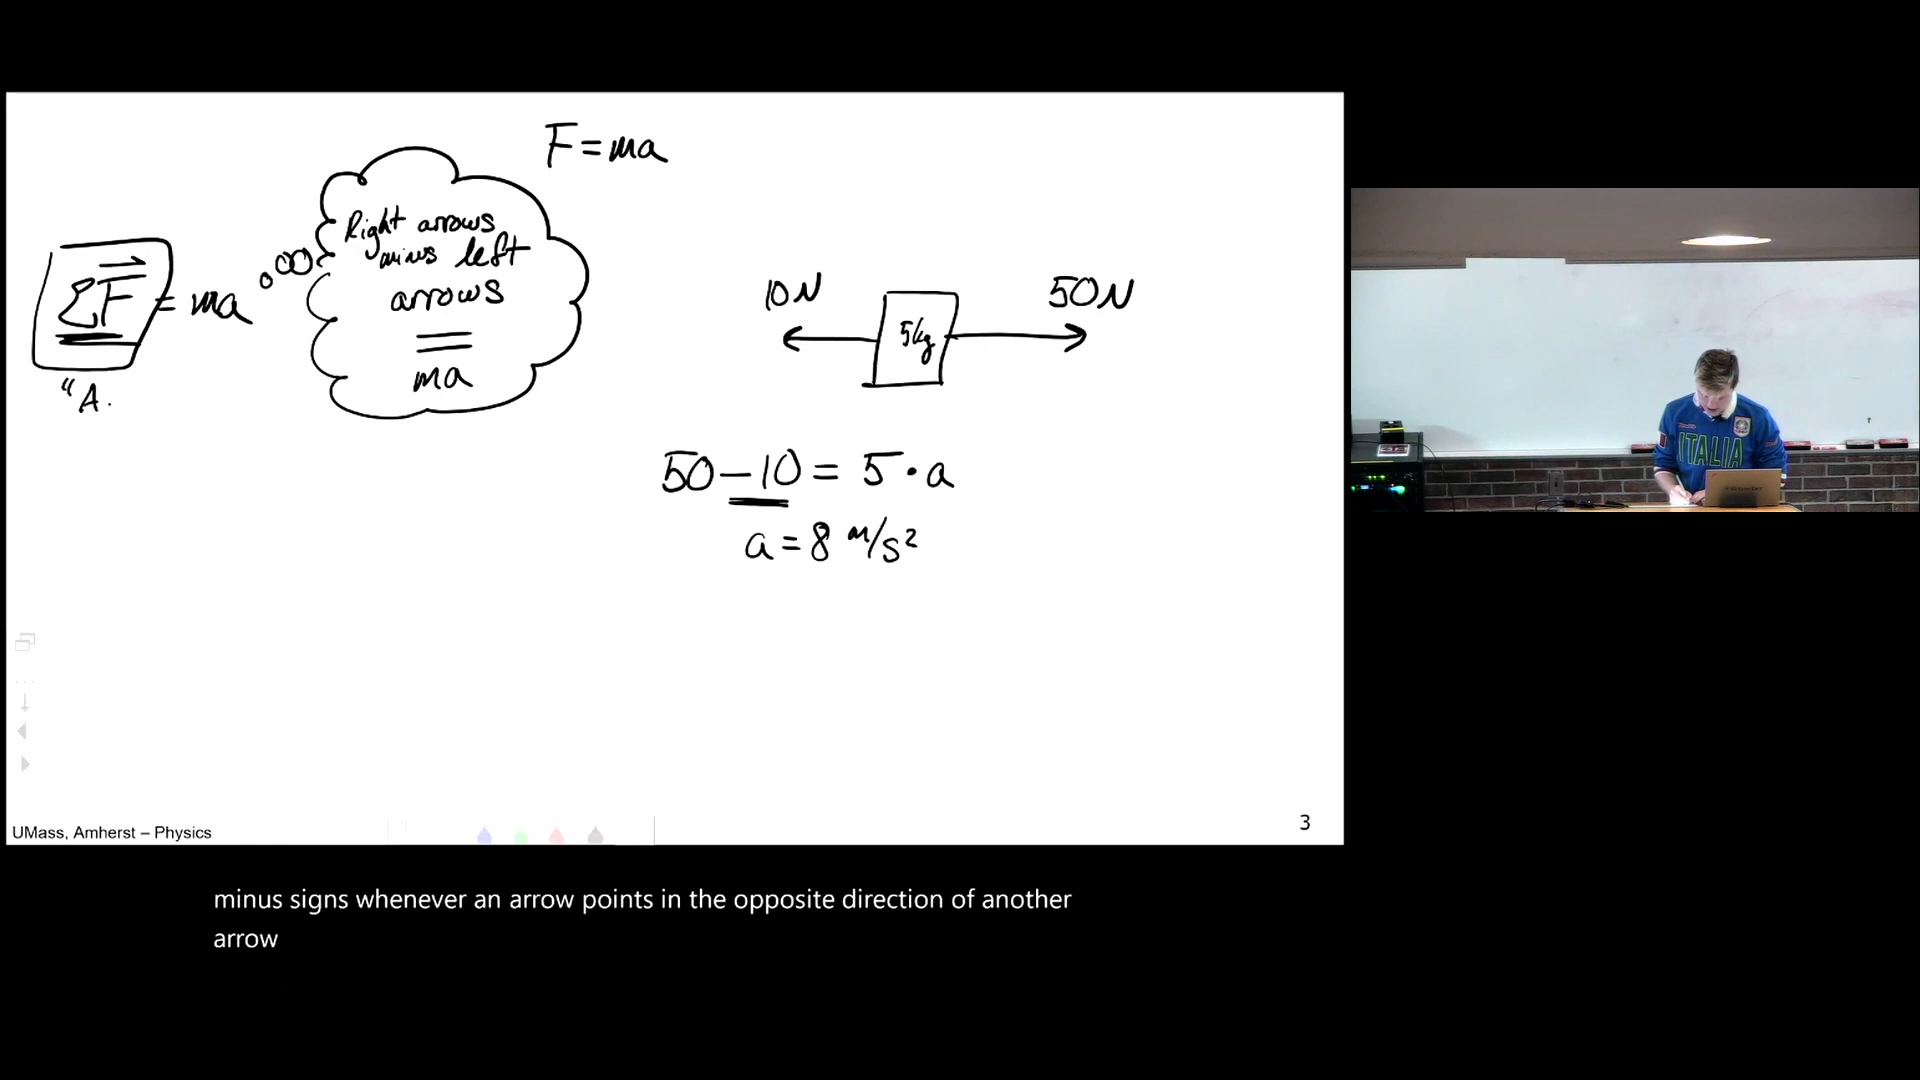 F = ma
Right arrows
minus left
arrows
=
ma
ΣF⃗ = ma
"A.
10N
50N
5kg
50 - 10 = 5 · a
a = 8 m/s²
UMass, Amherst – Physics
3
ITALIA
minus signs whenever an arrow points in the opposite direction of another
arrow